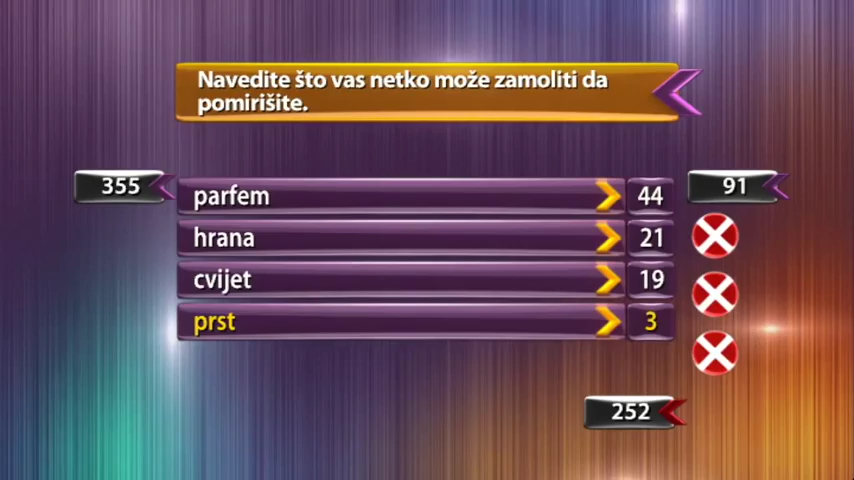 Navedite što vas netko može zamoliti da
pomirišite.
355
91
parfem 44
hrana 21
cvijet 19
prst 3
252